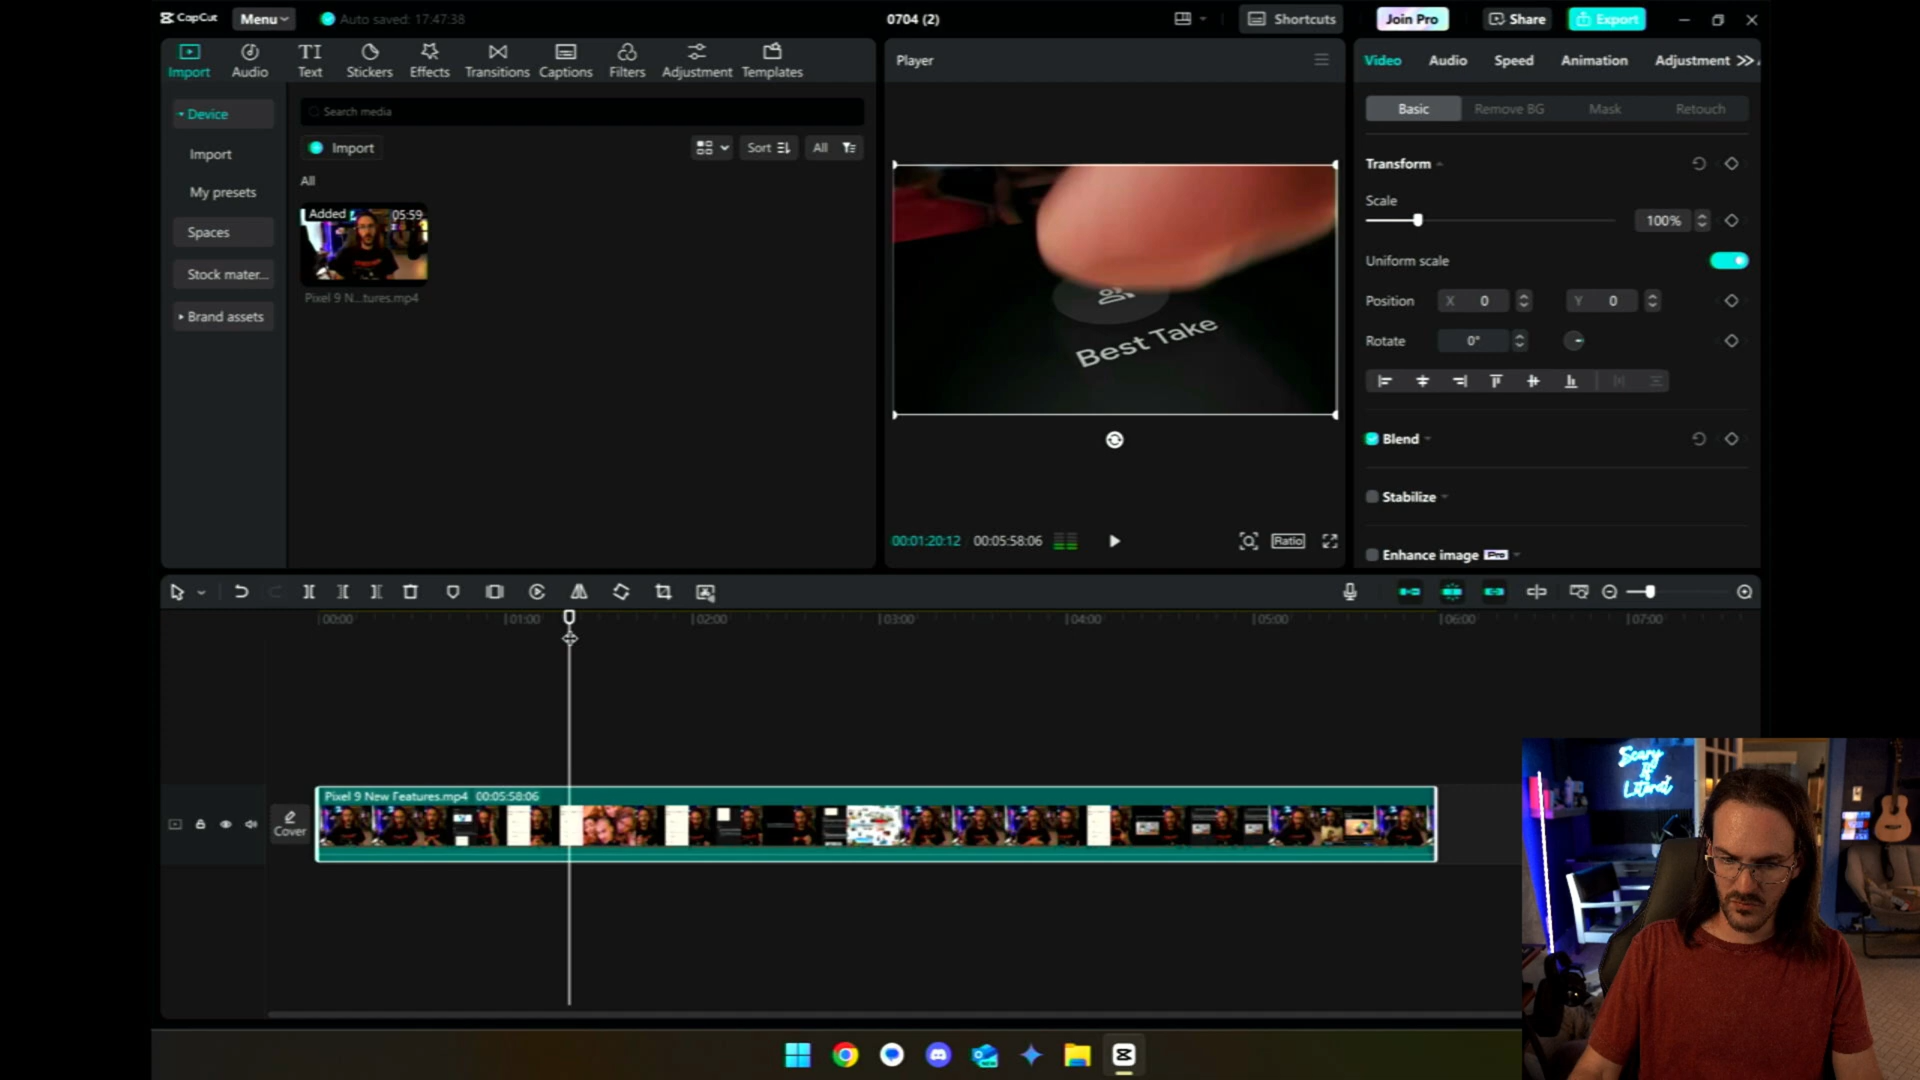 CapCut Menu Auto saved: 17:47:38 0704 (2) Shortcuts Join Pro Share Export
Import Audio Text Stickers Effects Transitions Captions Filters Adjustment Templates
TI
Device
Import
My presets
Spaces
Stock mater...
Brand assets
Search media
Import Sort All
All
Added 05:59
Pixel 9 N...tures.mp4
Player
Best Take
00:01:20:12 00:05:58:06 Ratio
Video Audio Speed Animation Adjustment
Basic Remove BG Mask Retouch
Transform
Scale
100%
Uniform scale
Position X 0 Y 0
Rotate 0°
Blend
Stabilize
Enhance image Pro
00:00 01:00 02:00 03:00 04:00 05:00 06:00 07:00
Cover
Pixel 9 New Features.mp4 00:05:58:06
Scary
Is
Literal